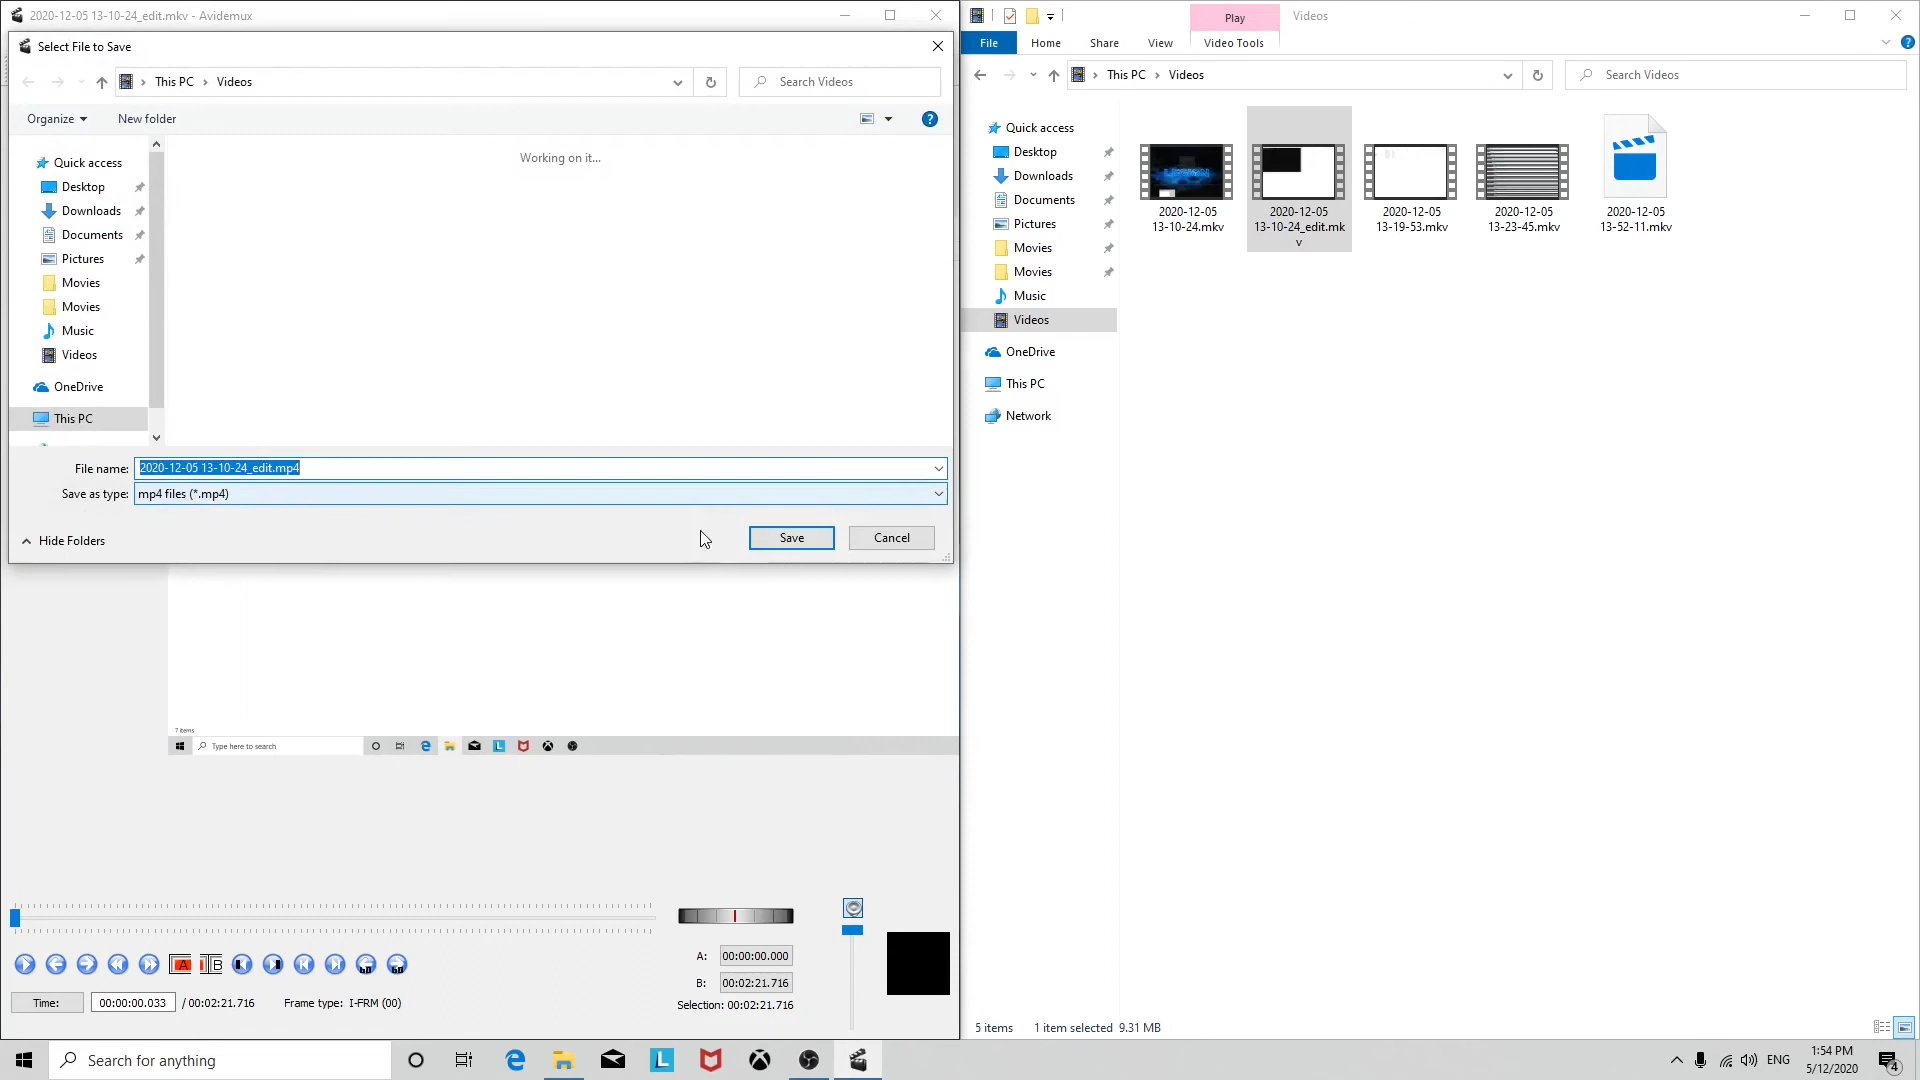 2020-12-05 13-10-24_edit.mkv - Avidemux
Select File to Save
This PC
Videos
Search Videos
Organize
New folder
Working on it...
Quick access
Desktop
Downloads
Documents
Pictures
Movies
Movies
Music
Videos
OneDrive
This PC
File name:
2020-12-05 13-10-24_edit.mp4
Save as type:
mp4 files (*.mp4)
Hide Folders
Save
Cancel
7 items
Type here to search
A
B
60
60
A:
00:00:00.000
B:
00:02:21.716
Selection: 00:02:21.716
Time:
00:00:00.033
/ 00:02:21.716
Frame type: I-FRM (00)
Play
Videos
File
Home
Share
View
Video Tools
This PC
Videos
Search Videos
Quick access
Desktop
Downloads
Documents
Pictures
Movies
Movies
Music
Videos
OneDrive
This PC
Network
2020-12-05
13-10-24.mkv
2020-12-05
13-10-24_edit.mk
v
2020-12-05
13-19-53.mkv
2020-12-05
13-23-45.mkv
2020-12-05
13-52-11.mkv
5 items
1 item selected 9.31 MB
Search for anything
L
ENG
1:54 PM
5/12/2020
4